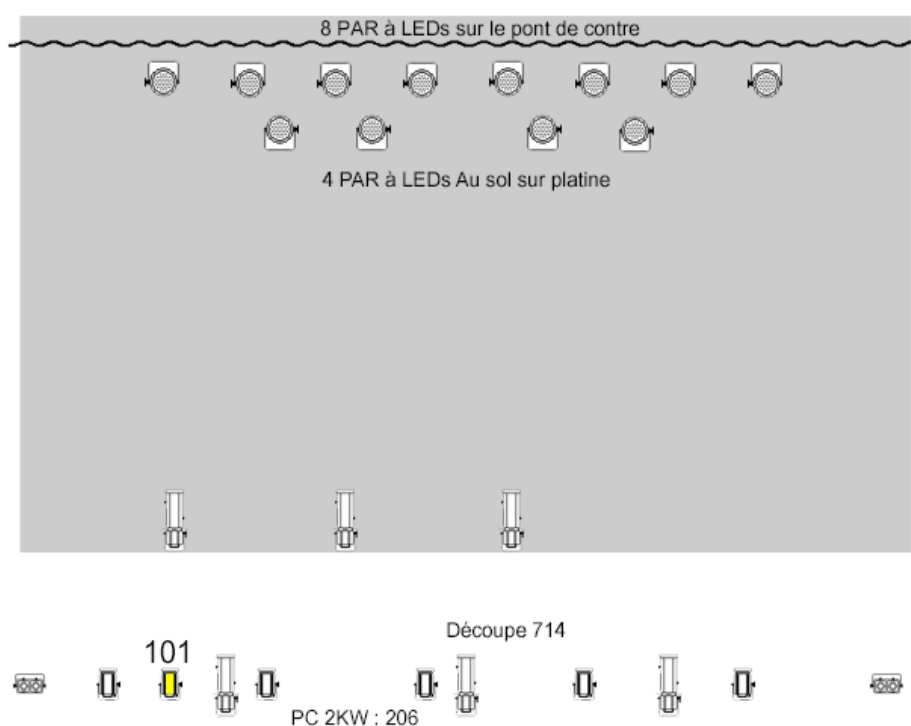 8 PAR à LEDs sur le pont de contre
4 PAR à LEDs Au sol sur platine
Découpe 714
101
PC 2KW : 206